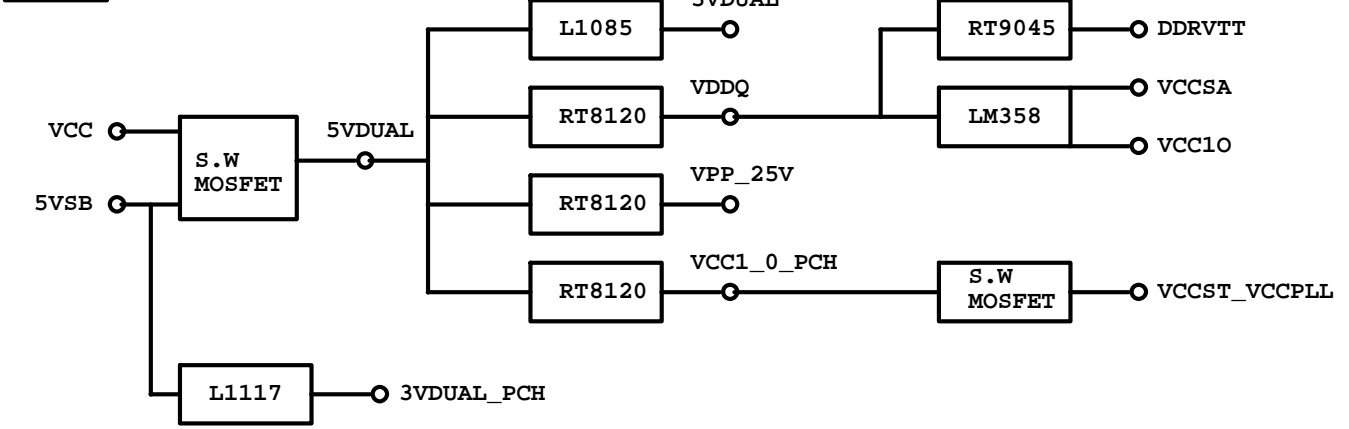 3VDUAL
L1085
RT9045
DDRVTT
VDDQ
VCCSA
RT8120
LM358
VCC
5VDUAL
VCC1O
S.W
MOSFET
VPP_25V
5VSB
RT8120
VCC1_0_PCH
S.W
MOSFET
RT8120
VCCST_VCCPLL
L1117
3VDUAL_PCH